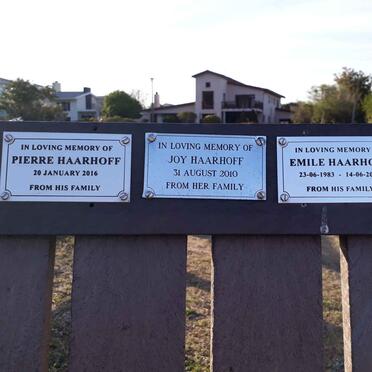 IN LOVING MEMORY OF
PIERRE HAARHOFF
20 JANUARY 2016
FROM HIS FAMILY
IN LOVING MEMORY OF
JOY HAARHOFF
31 AUGUST 2010
FROM HER FAMILY
IN LOVING MEMORY OF
EMILE HAARHO
23-06-1983 - 14-06-20
FROM HIS FAMILY